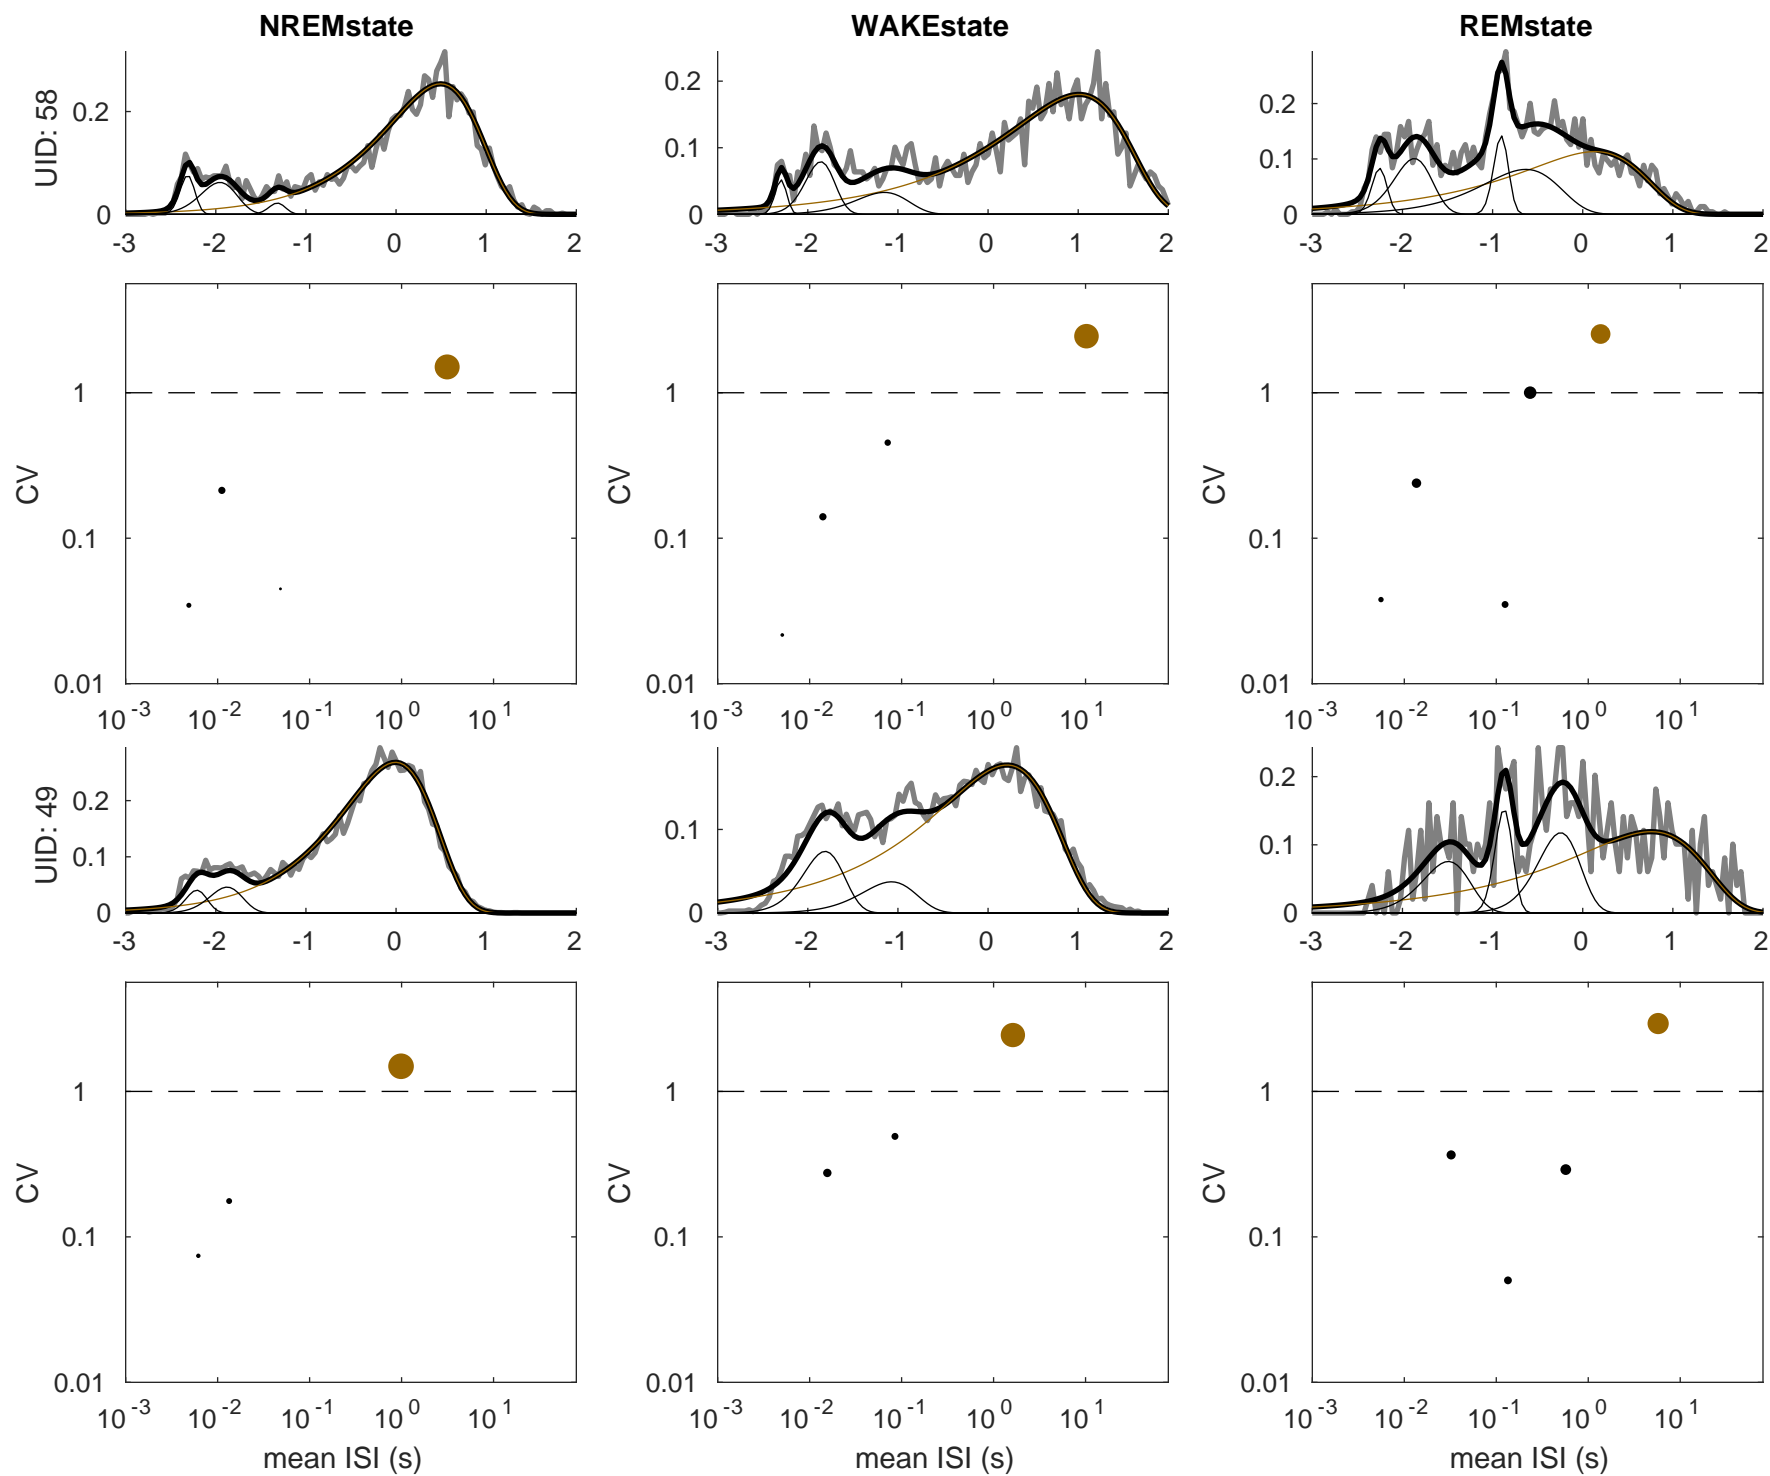 NREMstate WAKEstate REMstate
UID: 58
0.2 0.2 0.2
0.1 0.1
0 0 0
-3 -2 -1 0 1 2 -3 -2 -1 0 1 2 -3 -2 -1 0 1 2
1 1 1
CV CV CV
0.1 0.1 0.1
0.01 0.01 0.01
10^-3 10^-2 10^-1 10^0 10^1 10^-3 10^-2 10^-1 10^0 10^1 10^-3 10^-2 10^-1 10^0 10^1
UID: 49
0.2 0.2
0.1 0.1 0.1
0 0 0
-3 -2 -1 0 1 2 -3 -2 -1 0 1 2 -3 -2 -1 0 1 2
1 1 1
CV CV CV
0.1 0.1 0.1
0.01 0.01 0.01
10^-3 10^-2 10^-1 10^0 10^1 10^-3 10^-2 10^-1 10^0 10^1 10^-3 10^-2 10^-1 10^0 10^1
mean ISI (s) mean ISI (s) mean ISI (s)